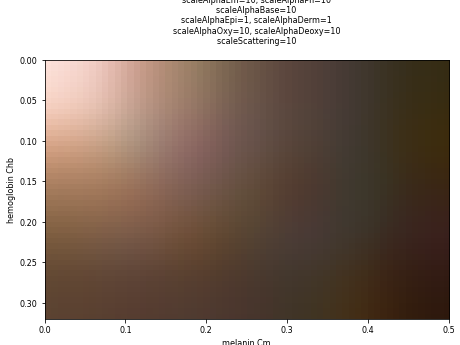 scaleAlphaEm=10, scaleAlphaPh=10
scaleAlphaBase=10
scaleAlphaEpi=1, scaleAlphaDerm=1
scaleAlphaOxy=10, scaleAlphaDeoxy=10
scaleScattering=10
0.00
0.05
0.10
0.15
0.20
0.25
0.30
hemoglobin Chb
0.0 0.1 0.2 0.3 0.4 0.5
melanin Cm